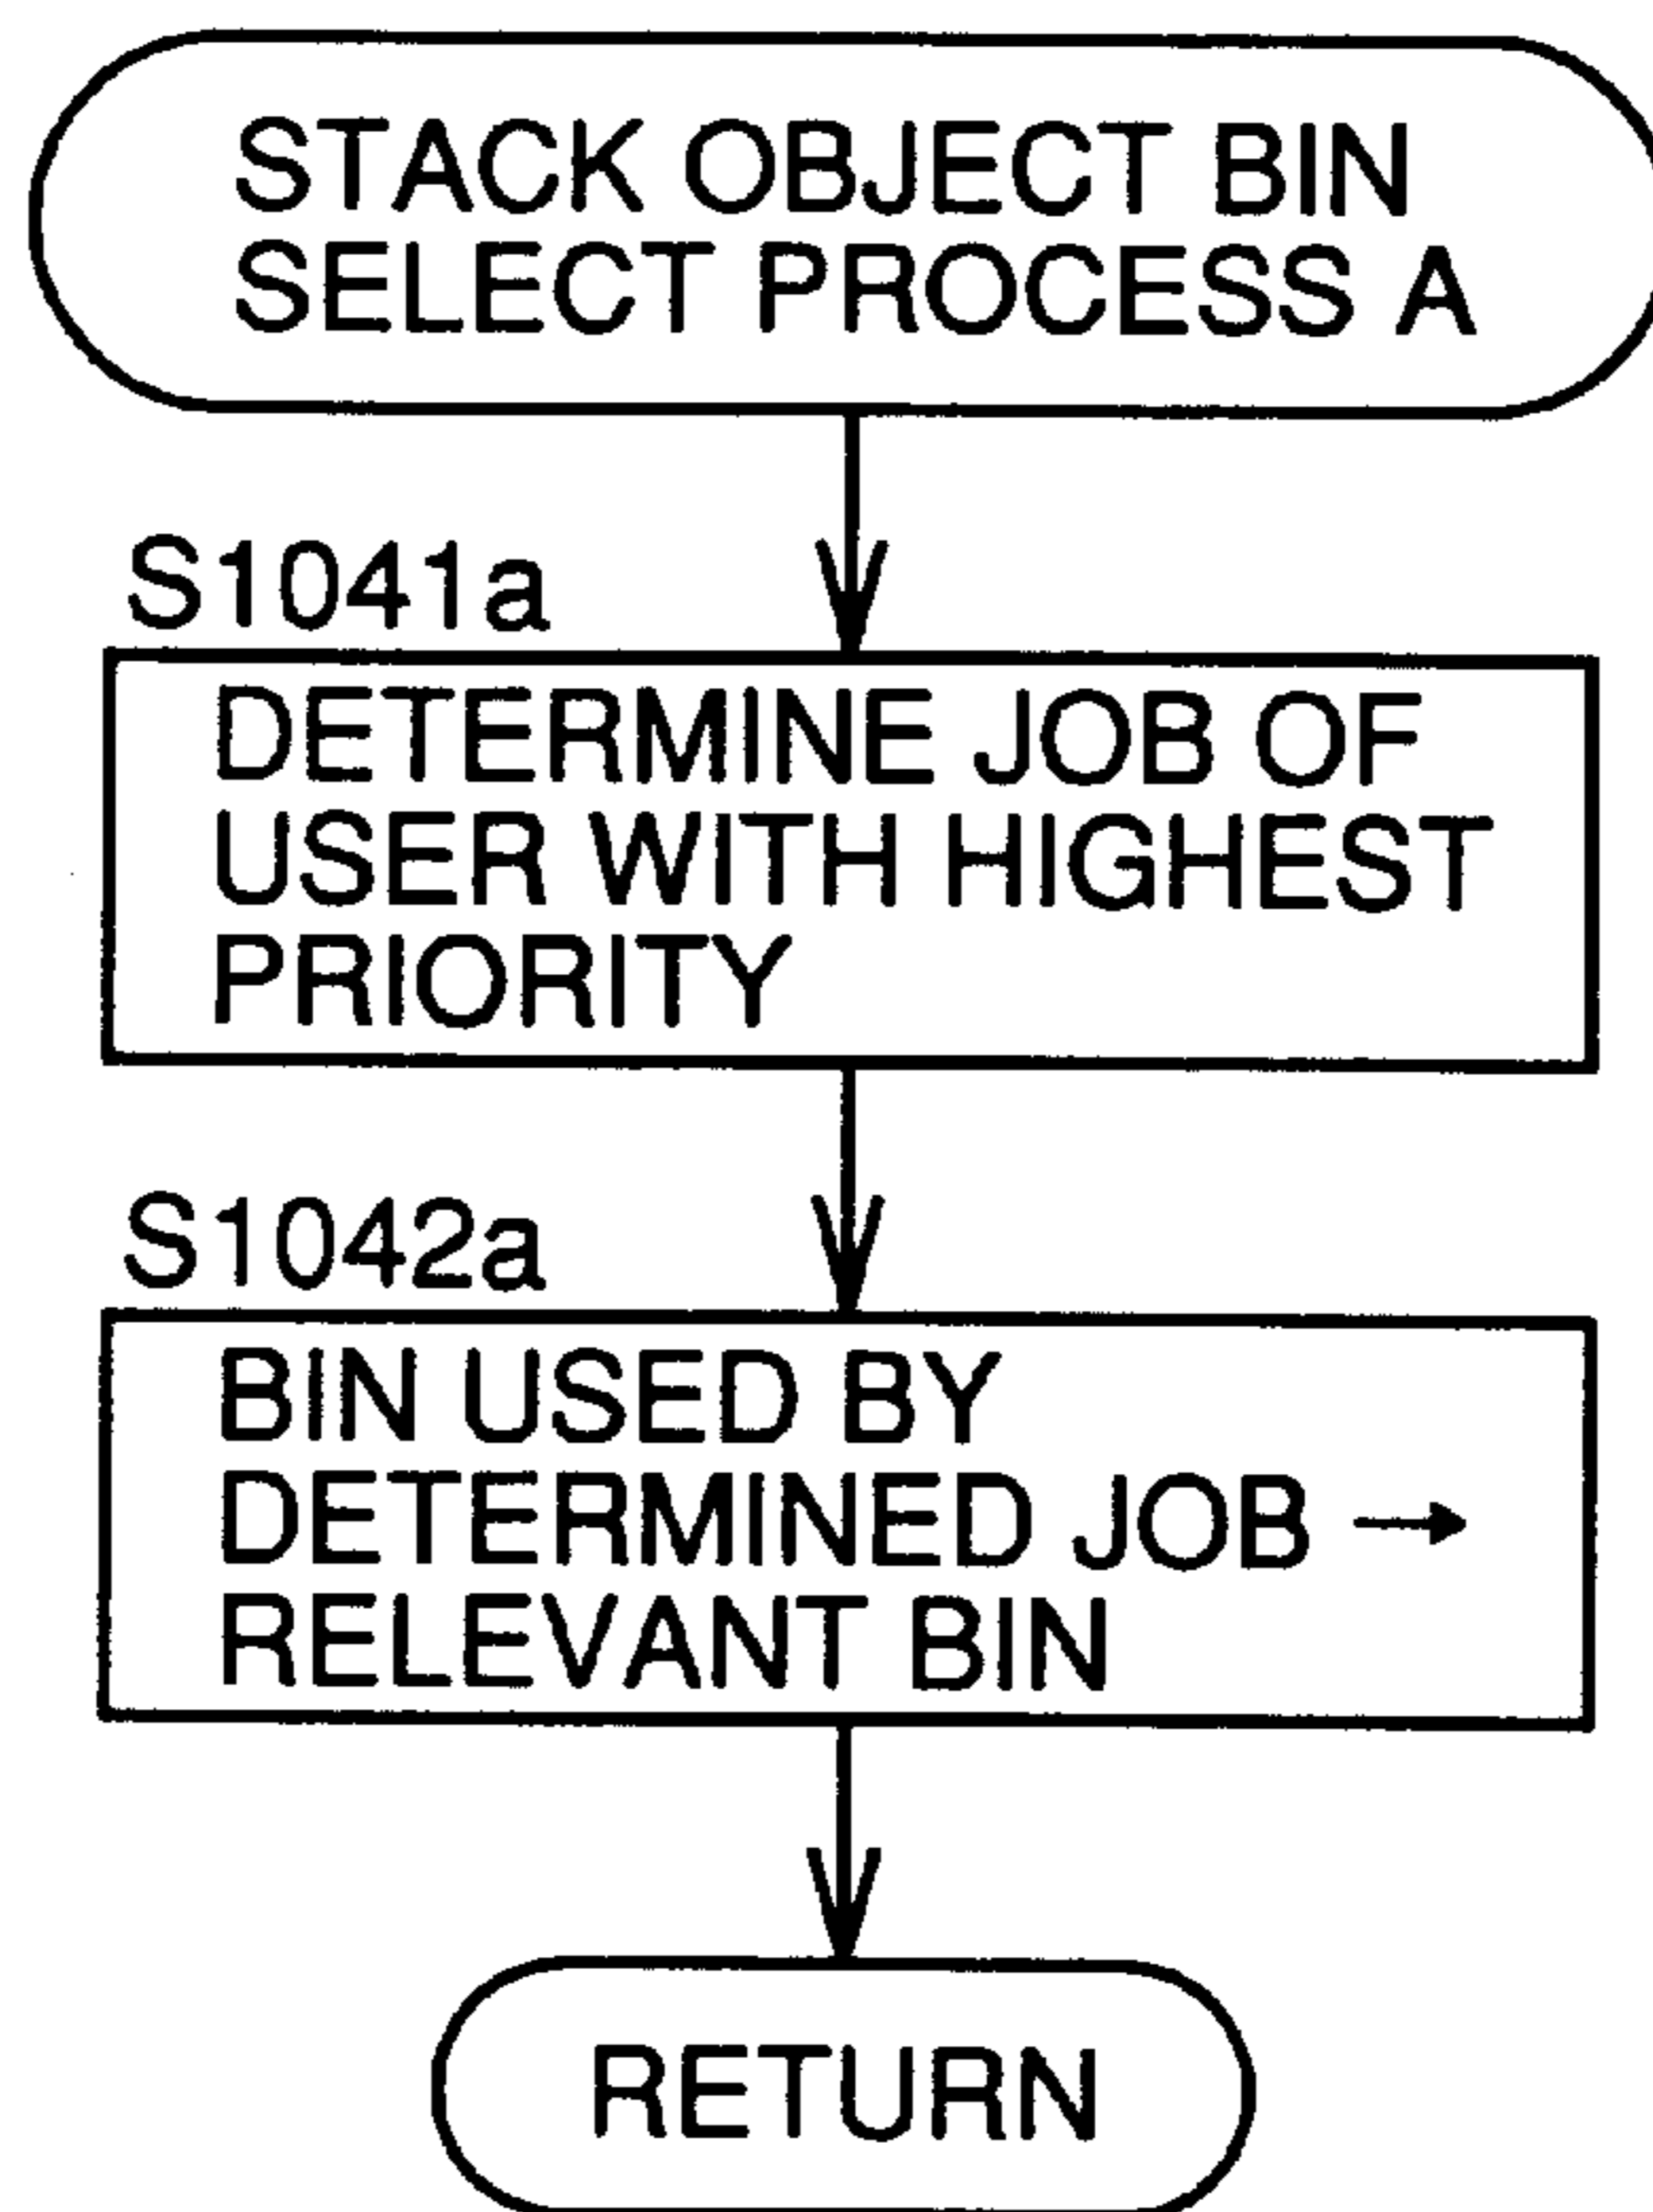 STACK OBJECT BIN
SELECT PROCESS A
S1041a
DETERMINE JOB OF
USER WITH HIGHEST
PRIORITY
S1042a
BIN USED BY
DETERMINED JOB →
RELEVANT BIN
RETURN